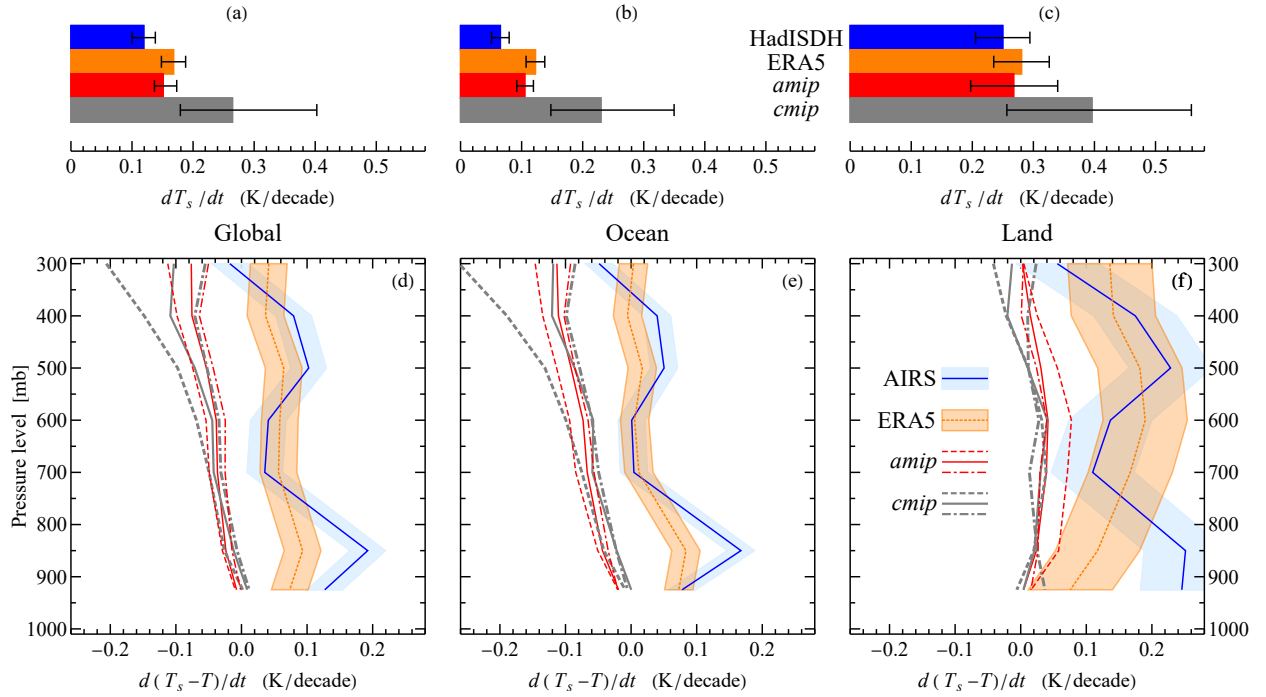 (a) (b) (c)
HadISDH
ERA5
amip
cmip
0 0.1 0.2 0.3 0.4 0.5
0 0.1 0.2 0.3 0.4 0.5
0 0.1 0.2 0.3 0.4 0.5
dT_s/dt (K/decade)
dT_s/dt (K/decade)
dT_s/dt (K/decade)
Global Ocean Land
Pressure level [mb]
300
400
500
600
700
800
900
1000
(d)
(e)
(f)
AIRS
ERA5
amip
cmip
300
400
500
600
700
800
900
1000
−0.2 −0.1 0.0 0.1 0.2
−0.2 −0.1 0.0 0.1 0.2
−0.2 −0.1 0.0 0.1 0.2
d(T_s−T)/dt (K/decade)
d(T_s−T)/dt (K/decade)
d(T_s−T)/dt (K/decade)